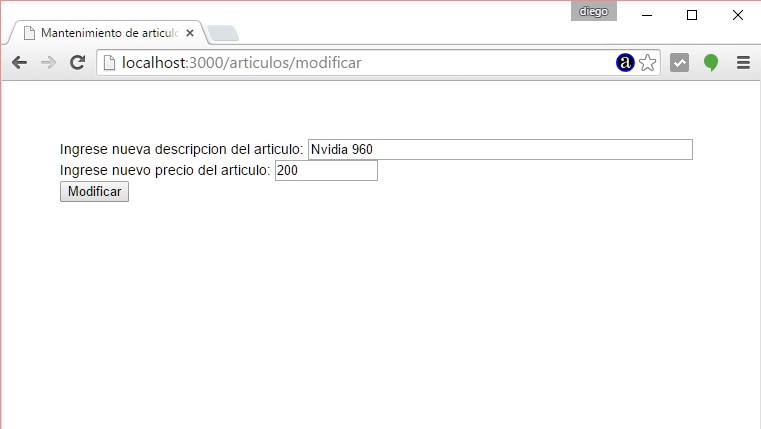 diego
Mantenimiento de articulo
localhost:3000/articulos/modificar
a
Ingrese nueva descripcion del articulo: Nvidia 960
Ingrese nuevo precio del articulo: 200
Modificar